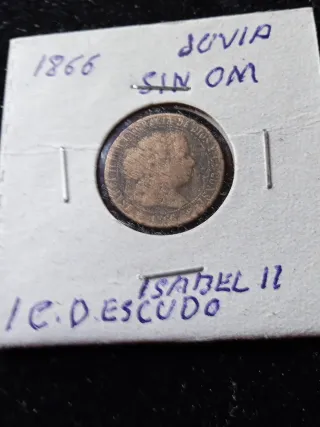 1866 JUVIA
SIN OM
ISABEL II
1 C. D. ESCUDO